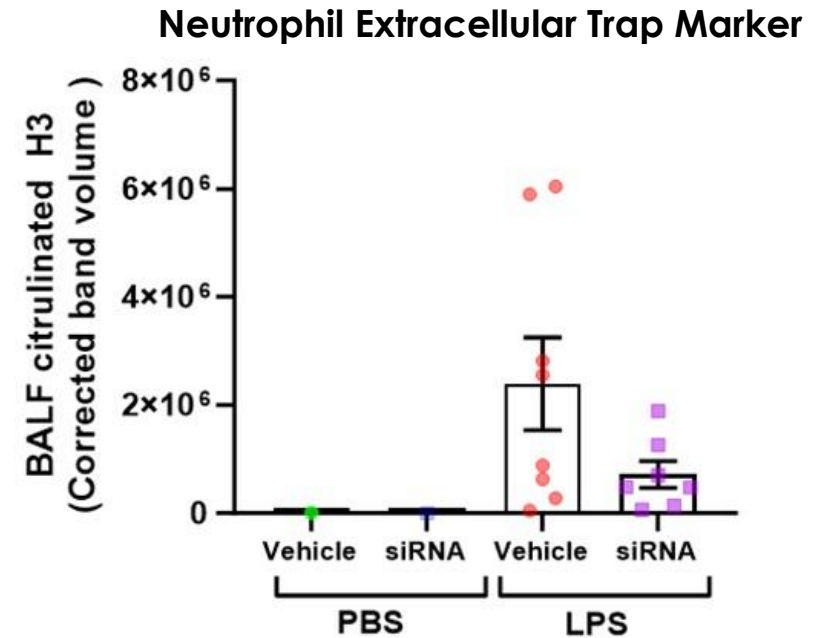 Neutrophil Extracellular Trap Marker
BALF citrulinated H3
(Corrected band volume )
8×10⁶
6×10⁶
4×10⁶
2×10⁶
0
Vehicle siRNA Vehicle siRNA
PBS LPS